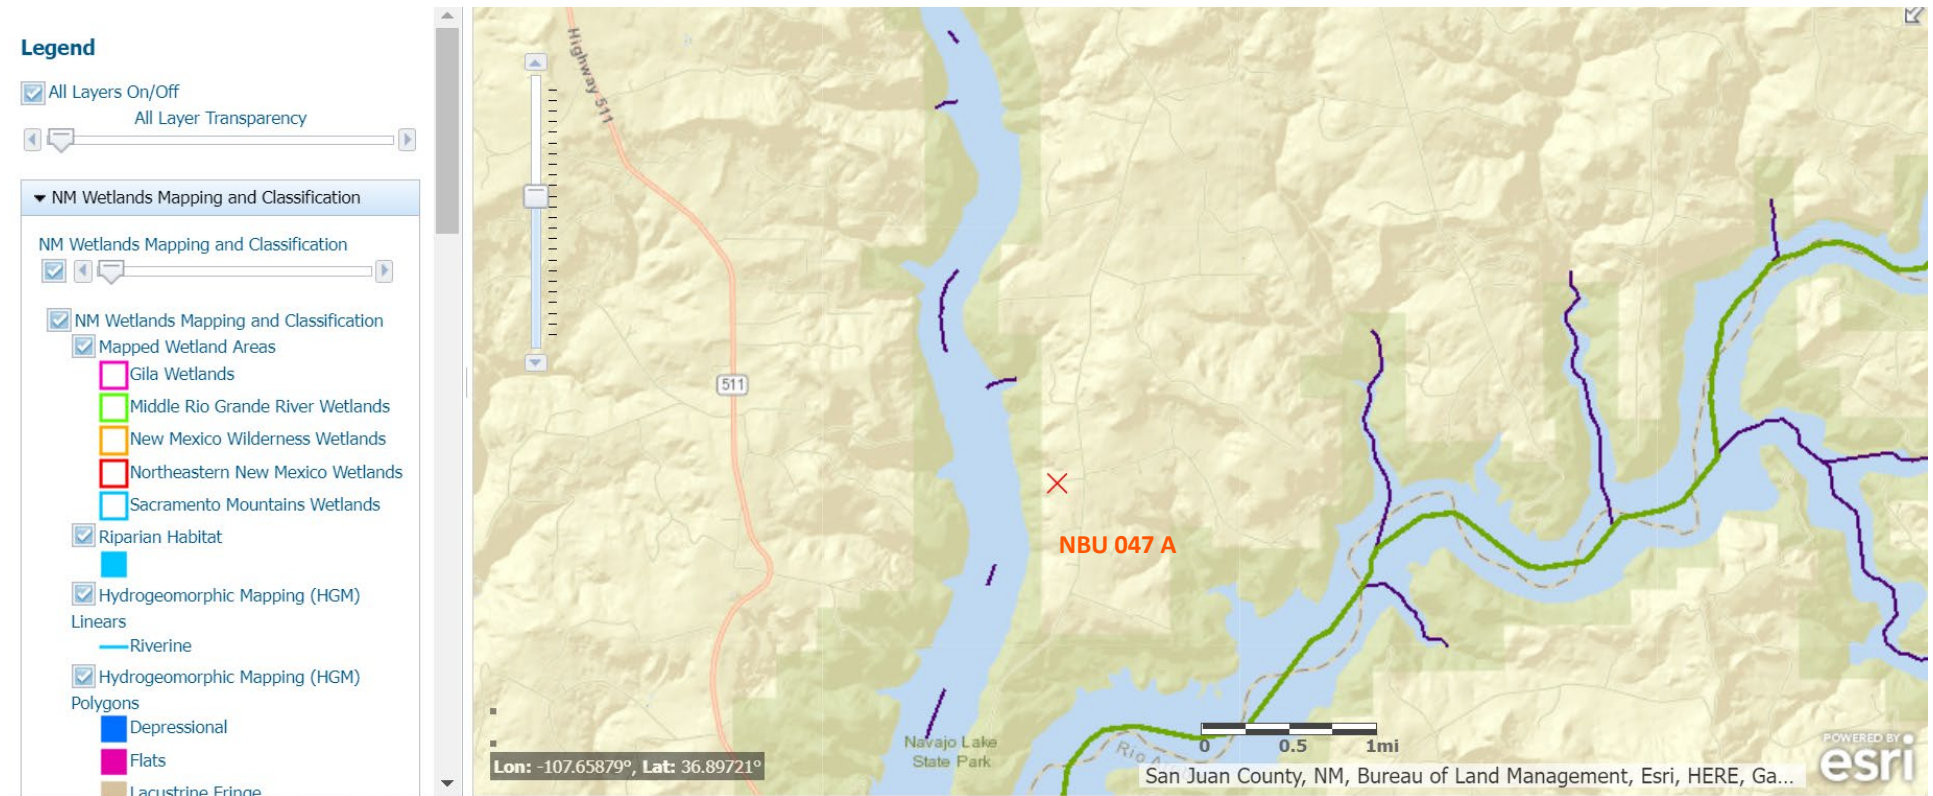 Legend
All Layers On/Off
All Layer Transparency
NM Wetlands Mapping and Classification
NM Wetlands Mapping and Classification
NM Wetlands Mapping and Classification
Mapped Wetland Areas
Gila Wetlands
Middle Rio Grande River Wetlands
New Mexico Wilderness Wetlands
Northeastern New Mexico Wetlands
Sacramento Mountains Wetlands
Riparian Habitat
Hydrogeomorphic Mapping (HGM)
Linears
Riverine
Hydrogeomorphic Mapping (HGM)
Polygons
Depressional
Flats
Lacustrine Fringe
Highway 511
511
NBU 047 A
Navajo Lake
State Park
Rio
0 0.5 1mi
Lon: -107.65879°, Lat: 36.89721°
San Juan County, NM, Bureau of Land Management, Esri, HERE, Ga...
POWERED BY
esri